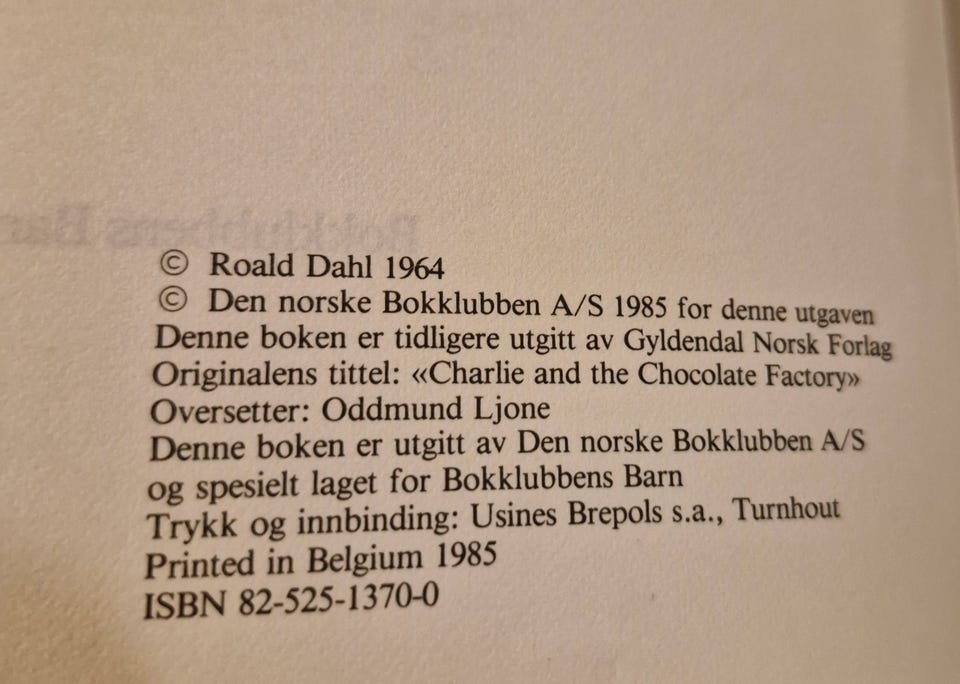 © Roald Dahl 1964
© Den norske Bokklubben A/S 1985 for denne utgaven
Denne boken er tidligere utgitt av Gyldendal Norsk Forlag
Originalens tittel: «Charlie and the Chocolate Factory»
Oversetter: Oddmund Ljone
Denne boken er utgitt av Den norske Bokklubben A/S
og spesielt laget for Bokklubbens Barn
Trykk og innbinding: Usines Brepols s.a., Turnhout
Printed in Belgium 1985
ISBN 82-525-1370-0